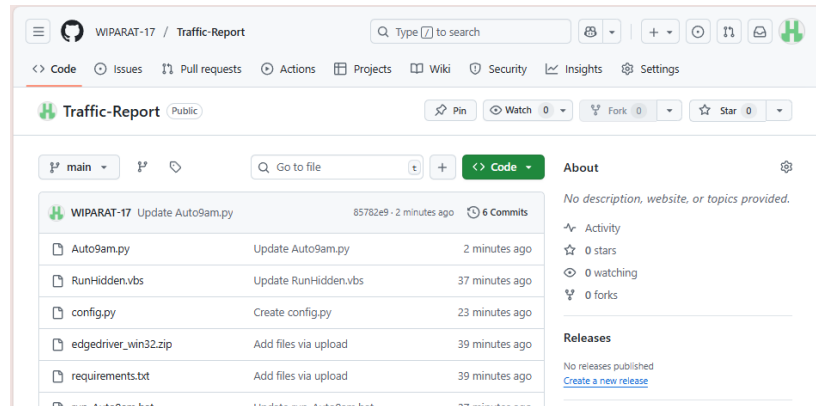 WIPARAT-17 / Traffic-Report
Type / to search
Code
Issues
Pull requests
Actions
Projects
Wiki
Security
Insights
Settings
Traffic-Report Public
Pin
Watch 0
Fork 0
Star 0
main
Go to file t
Code
About
No description, website, or topics provided.
WIPARAT-17 Update Auto9am.py 85782e9 · 2 minutes ago 6 Commits
Auto9am.py Update Auto9am.py 2 minutes ago
RunHidden.vbs Update RunHidden.vbs 37 minutes ago
config.py Create config.py 23 minutes ago
edgedriver_win32.zip Add files via upload 39 minutes ago
requirements.txt Add files via upload 39 minutes ago
Activity
0 stars
0 watching
0 forks
Releases
No releases published
Create a new release